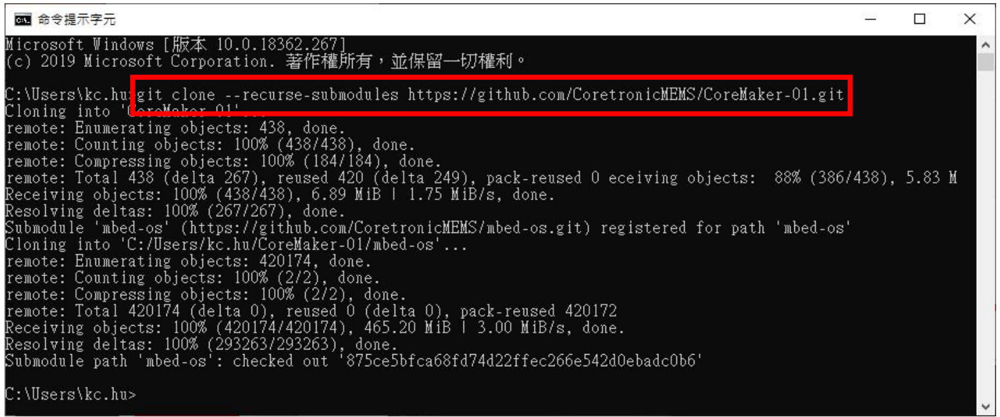 命令提示字元
Microsoft Windows [版本 10.0.18362.267]
(c) 2019 Microsoft Corporation. 著作權所有，並保留一切權利。
C:\Users\kc.hu>git clone --recurse-submodules https://github.com/CoretronicMEMS/CoreMaker-01.git
Cloning into 'CoreMaker-01'...
remote: Enumerating objects: 438, done.
remote: Counting objects: 100% (438/438), done.
remote: Compressing objects: 100% (184/184), done.
remote: Total 438 (delta 267), reused 420 (delta 249), pack-reused 0 eceiving objects:  88% (386/438), 5.83 M
Receiving objects: 100% (438/438), 6.89 MiB | 1.75 MiB/s, done.
Resolving deltas: 100% (267/267), done.
Submodule 'mbed-os' (https://github.com/CoretronicMEMS/mbed-os.git) registered for path 'mbed-os'
Cloning into 'C:/Users/kc.hu/CoreMaker-01/mbed-os'...
remote: Enumerating objects: 420174, done.
remote: Counting objects: 100% (2/2), done.
remote: Compressing objects: 100% (2/2), done.
remote: Total 420174 (delta 0), reused 0 (delta 0), pack-reused 420172
Receiving objects: 100% (420174/420174), 465.20 MiB | 3.00 MiB/s, done.
Resolving deltas: 100% (293263/293263), done.
Submodule path 'mbed-os': checked out '875ce5bfca68fd74d22ffec266e542d0ebadc0b6'
C:\Users\kc.hu>